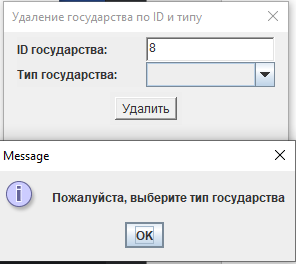 Удаление государства по ID и типу
ID государства: 8
Тип государства:
Удалить
Message
Пожалуйста, выберите тип государства
OK